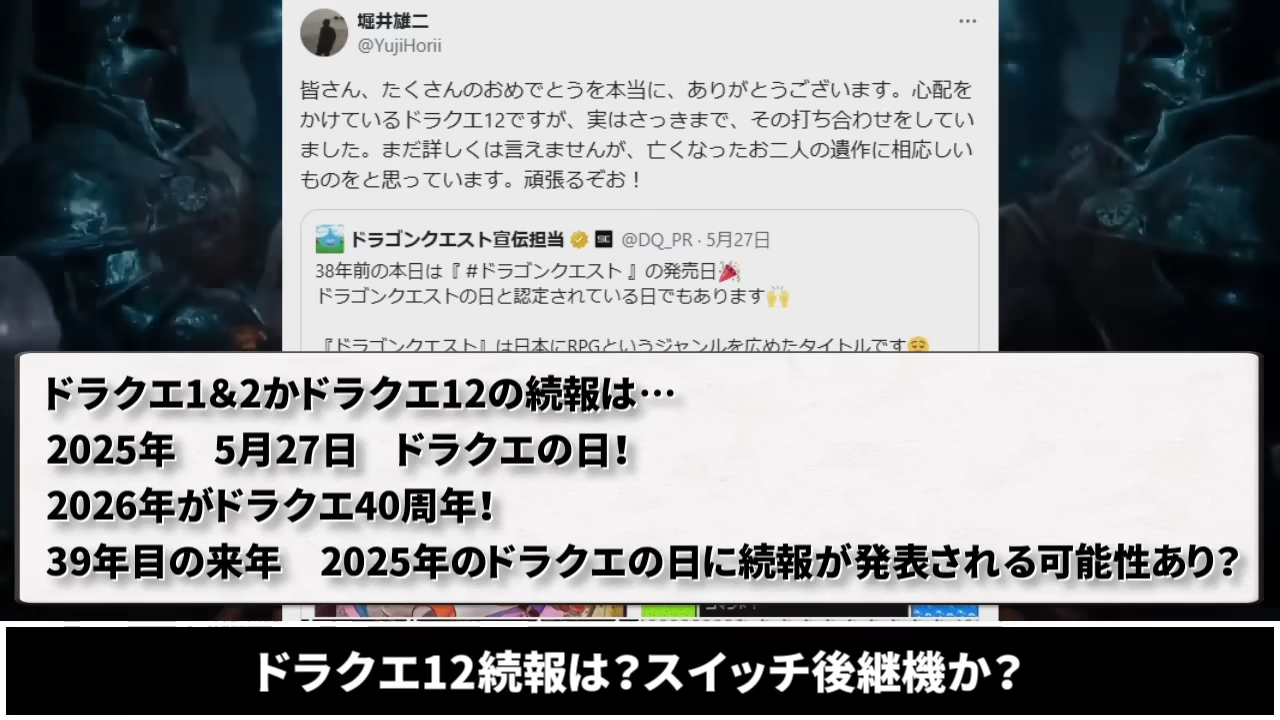 堀井雄二
@YujiHorii
皆さん、たくさんのおめでとうを本当に、ありがとうございます。心配を
かけているドラクエ12ですが、実はさっきまで、その打ち合わせをしてい
ました。まだ詳しくは言えませんが、亡くなったお二人の遺作に相応しい
ものをと思っています。頑張るぞお！
ドラゴンクエスト宣伝担当 @DQ_PR · 5月27日
38年前の本日は『 #ドラゴンクエスト 』の発売日🎉
ドラゴンクエストの日と認定されている日でもあります🙌
『ドラゴンクエスト』は日本にRPGというジャンルを広めたタイトルです😌
ドラクエ1&2かドラクエ12の続報は…
2025年　5月27日　ドラクエの日！
2026年がドラクエ40周年！
39年目の来年　2025年のドラクエの日に続報が発表される可能性あり？
ドラクエ12続報は？スイッチ後継機か？